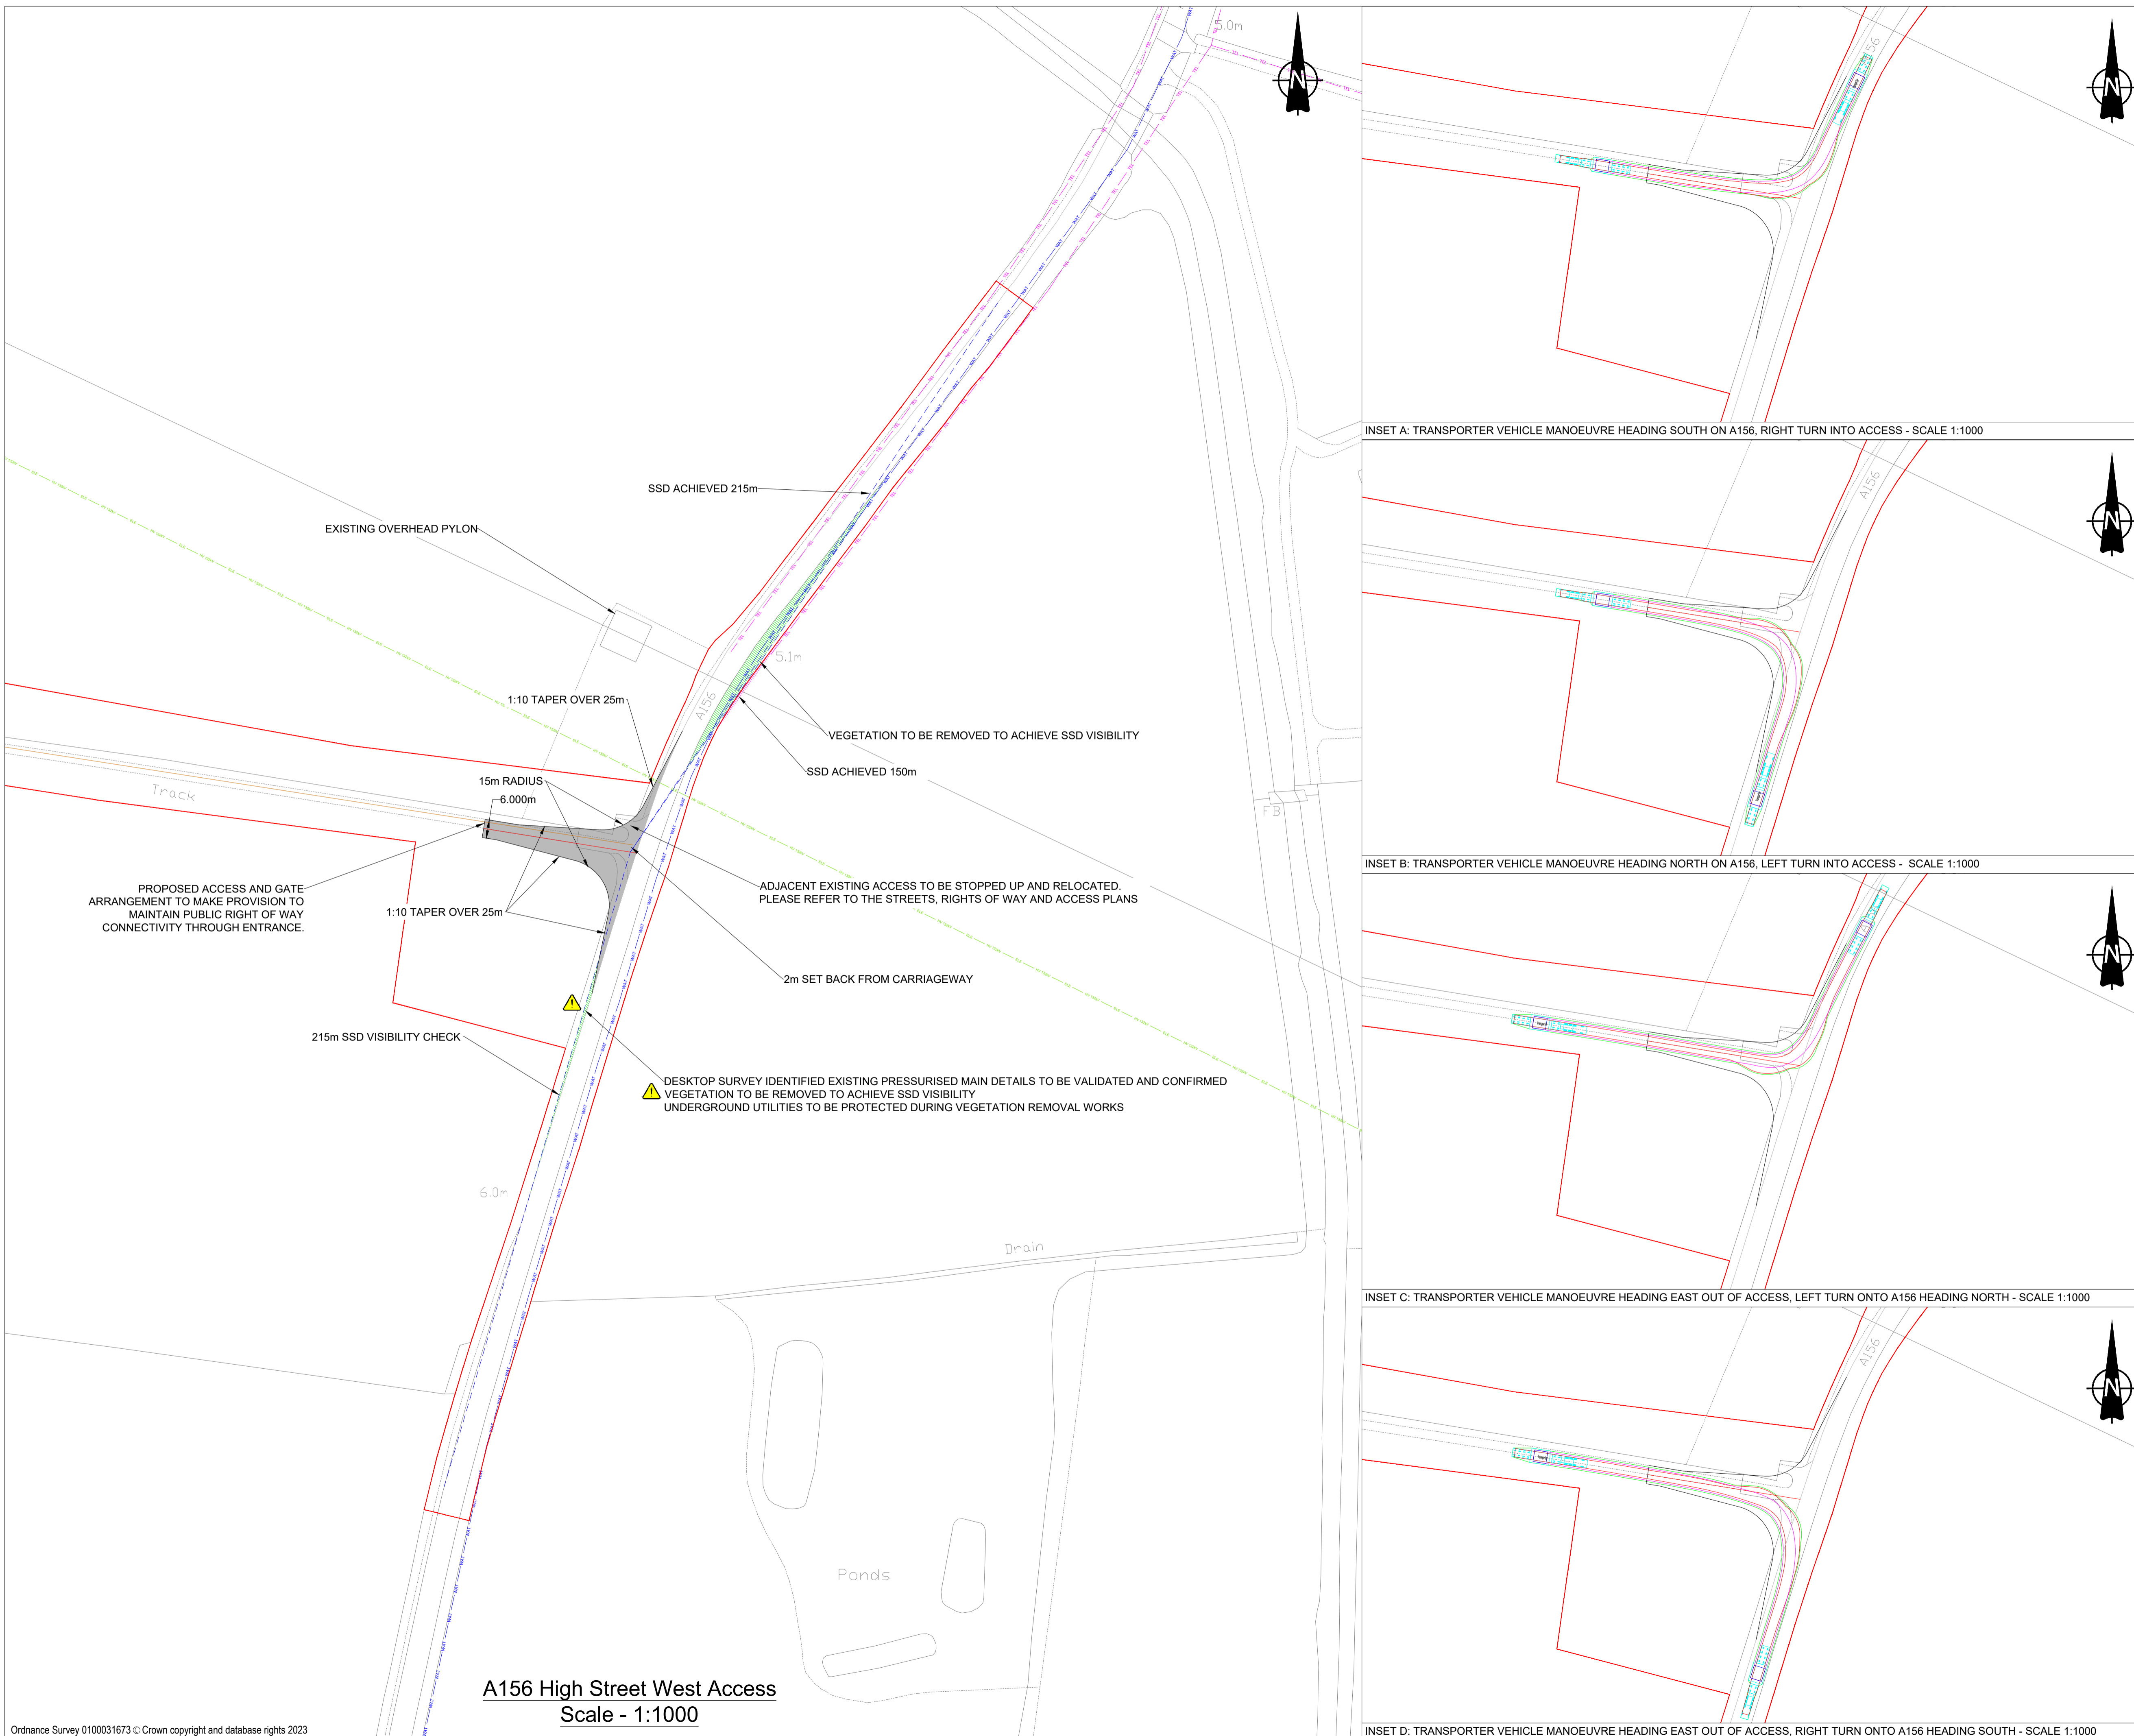 5.0m
N
SSD ACHIEVED 215m
EXISTING OVERHEAD PYLON
5.1m
1:10 TAPER OVER 25m
A156
VEGETATION TO BE REMOVED TO ACHIEVE SSD VISIBILITY
SSD ACHIEVED 150m
15m RADIUS
6.000m
Track
FB
PROPOSED ACCESS AND GATE
ARRANGEMENT TO MAKE PROVISION TO
MAINTAIN PUBLIC RIGHT OF WAY
CONNECTIVITY THROUGH ENTRANCE.
1:10 TAPER OVER 25m
ADJACENT EXISTING ACCESS TO BE STOPPED UP AND RELOCATED.
PLEASE REFER TO THE STREETS, RIGHTS OF WAY AND ACCESS PLANS
2m SET BACK FROM CARRIAGEWAY
215m SSD VISIBILITY CHECK
DESKTOP SURVEY IDENTIFIED EXISTING PRESSURISED MAIN DETAILS TO BE VALIDATED AND CONFIRMED
VEGETATION TO BE REMOVED TO ACHIEVE SSD VISIBILITY
UNDERGROUND UTILITIES TO BE PROTECTED DURING VEGETATION REMOVAL WORKS
6.0m
Drain
Ponds
WAT
TEL
A156 High Street West Access
Scale - 1:1000
Ordnance Survey 0100031673 © Crown copyright and database rights 2023
N
INSET A: TRANSPORTER VEHICLE MANOEUVRE HEADING SOUTH ON A156, RIGHT TURN INTO ACCESS - SCALE 1:1000
A156
N
INSET B: TRANSPORTER VEHICLE MANOEUVRE HEADING NORTH ON A156, LEFT TURN INTO ACCESS - SCALE 1:1000
N
INSET C: TRANSPORTER VEHICLE MANOEUVRE HEADING EAST OUT OF ACCESS, LEFT TURN ONTO A156 HEADING NORTH - SCALE 1:1000
A156
N
INSET D: TRANSPORTER VEHICLE MANOEUVRE HEADING EAST OUT OF ACCESS, RIGHT TURN ONTO A156 HEADING SOUTH - SCALE 1:1000